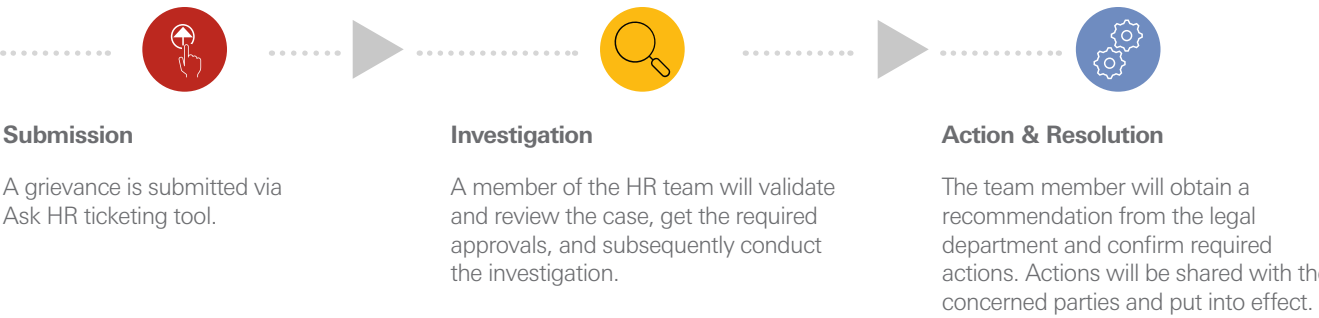 Submission
A grievance is submitted via
Ask HR ticketing tool.
Investigation
A member of the HR team will validate
and review the case, get the required
approvals, and subsequently conduct
the investigation.
Action & Resolution
The team member will obtain a
recommendation from the legal
department and confirm required
actions. Actions will be shared with
concerned parties and put into effect.